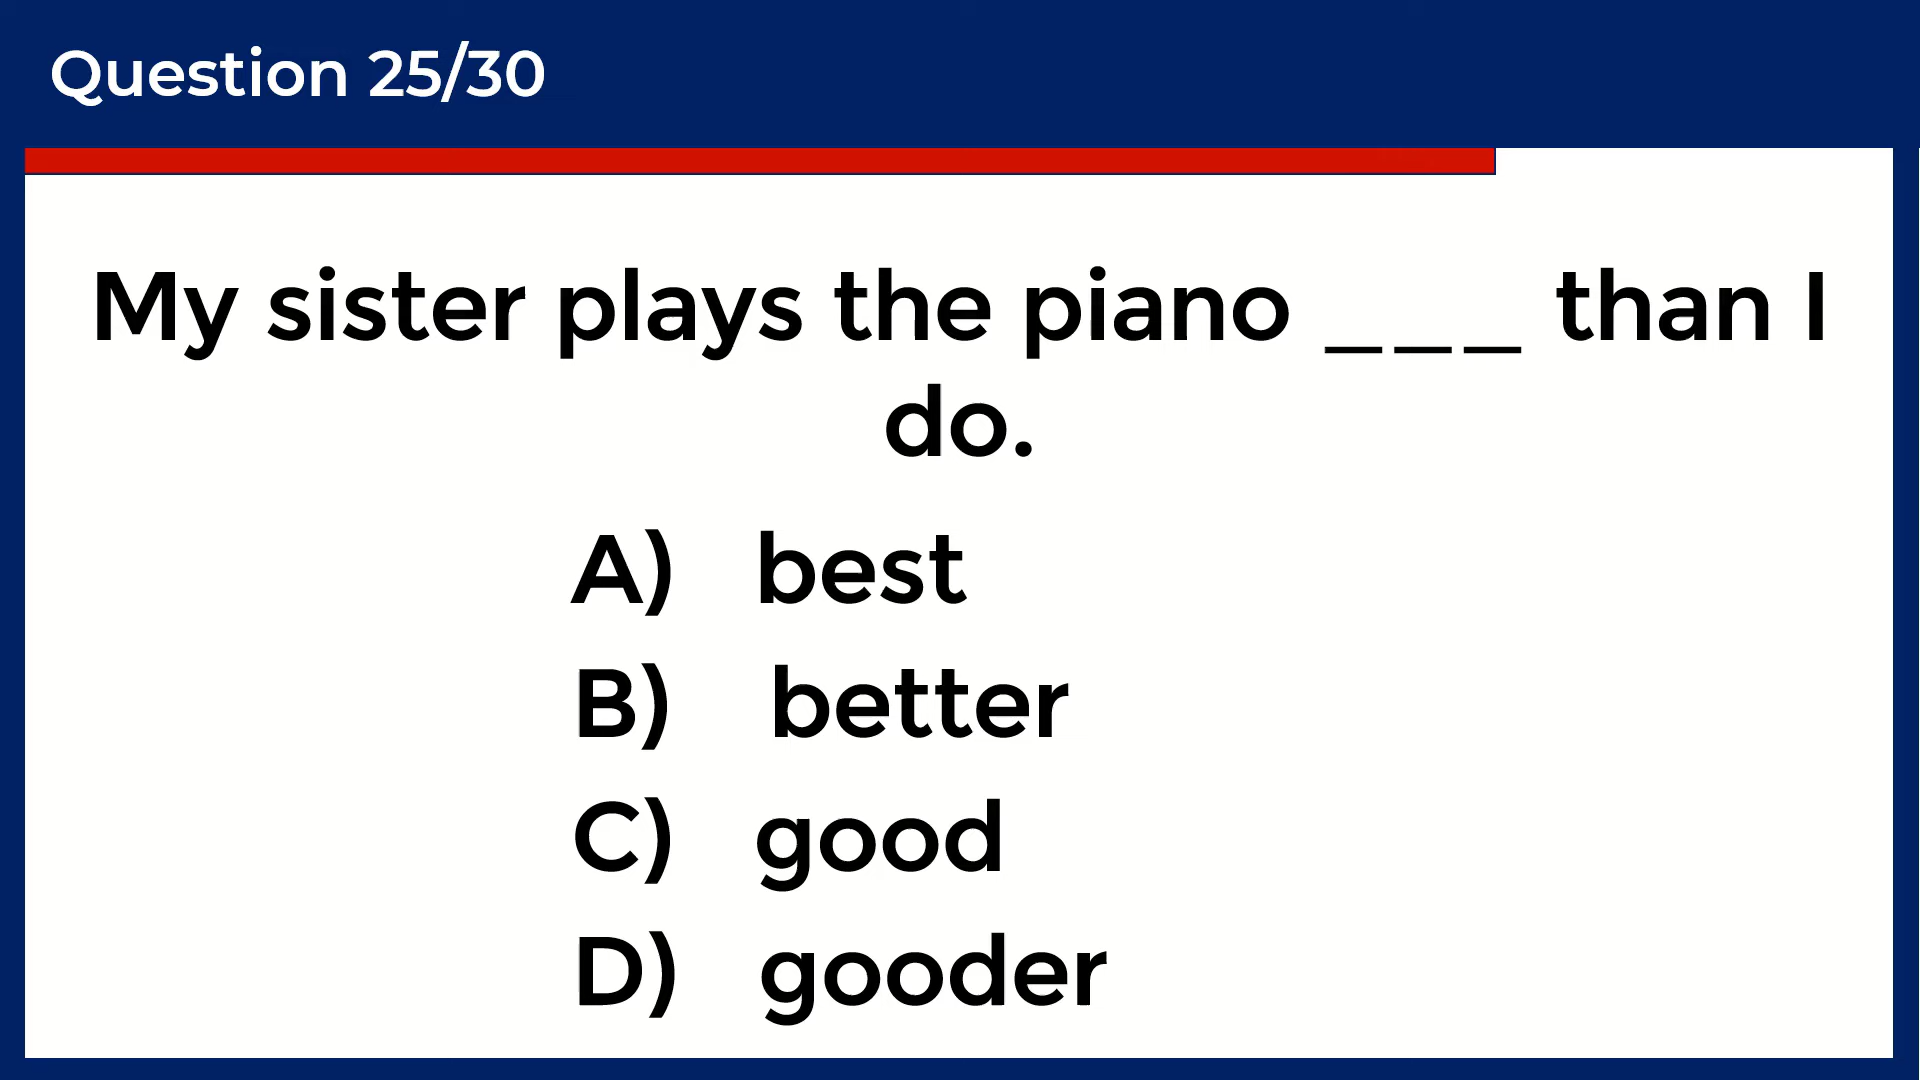 Question 25/30
My sister plays the piano ___ than I
do.
A) best
B) better
C) good
D) gooder